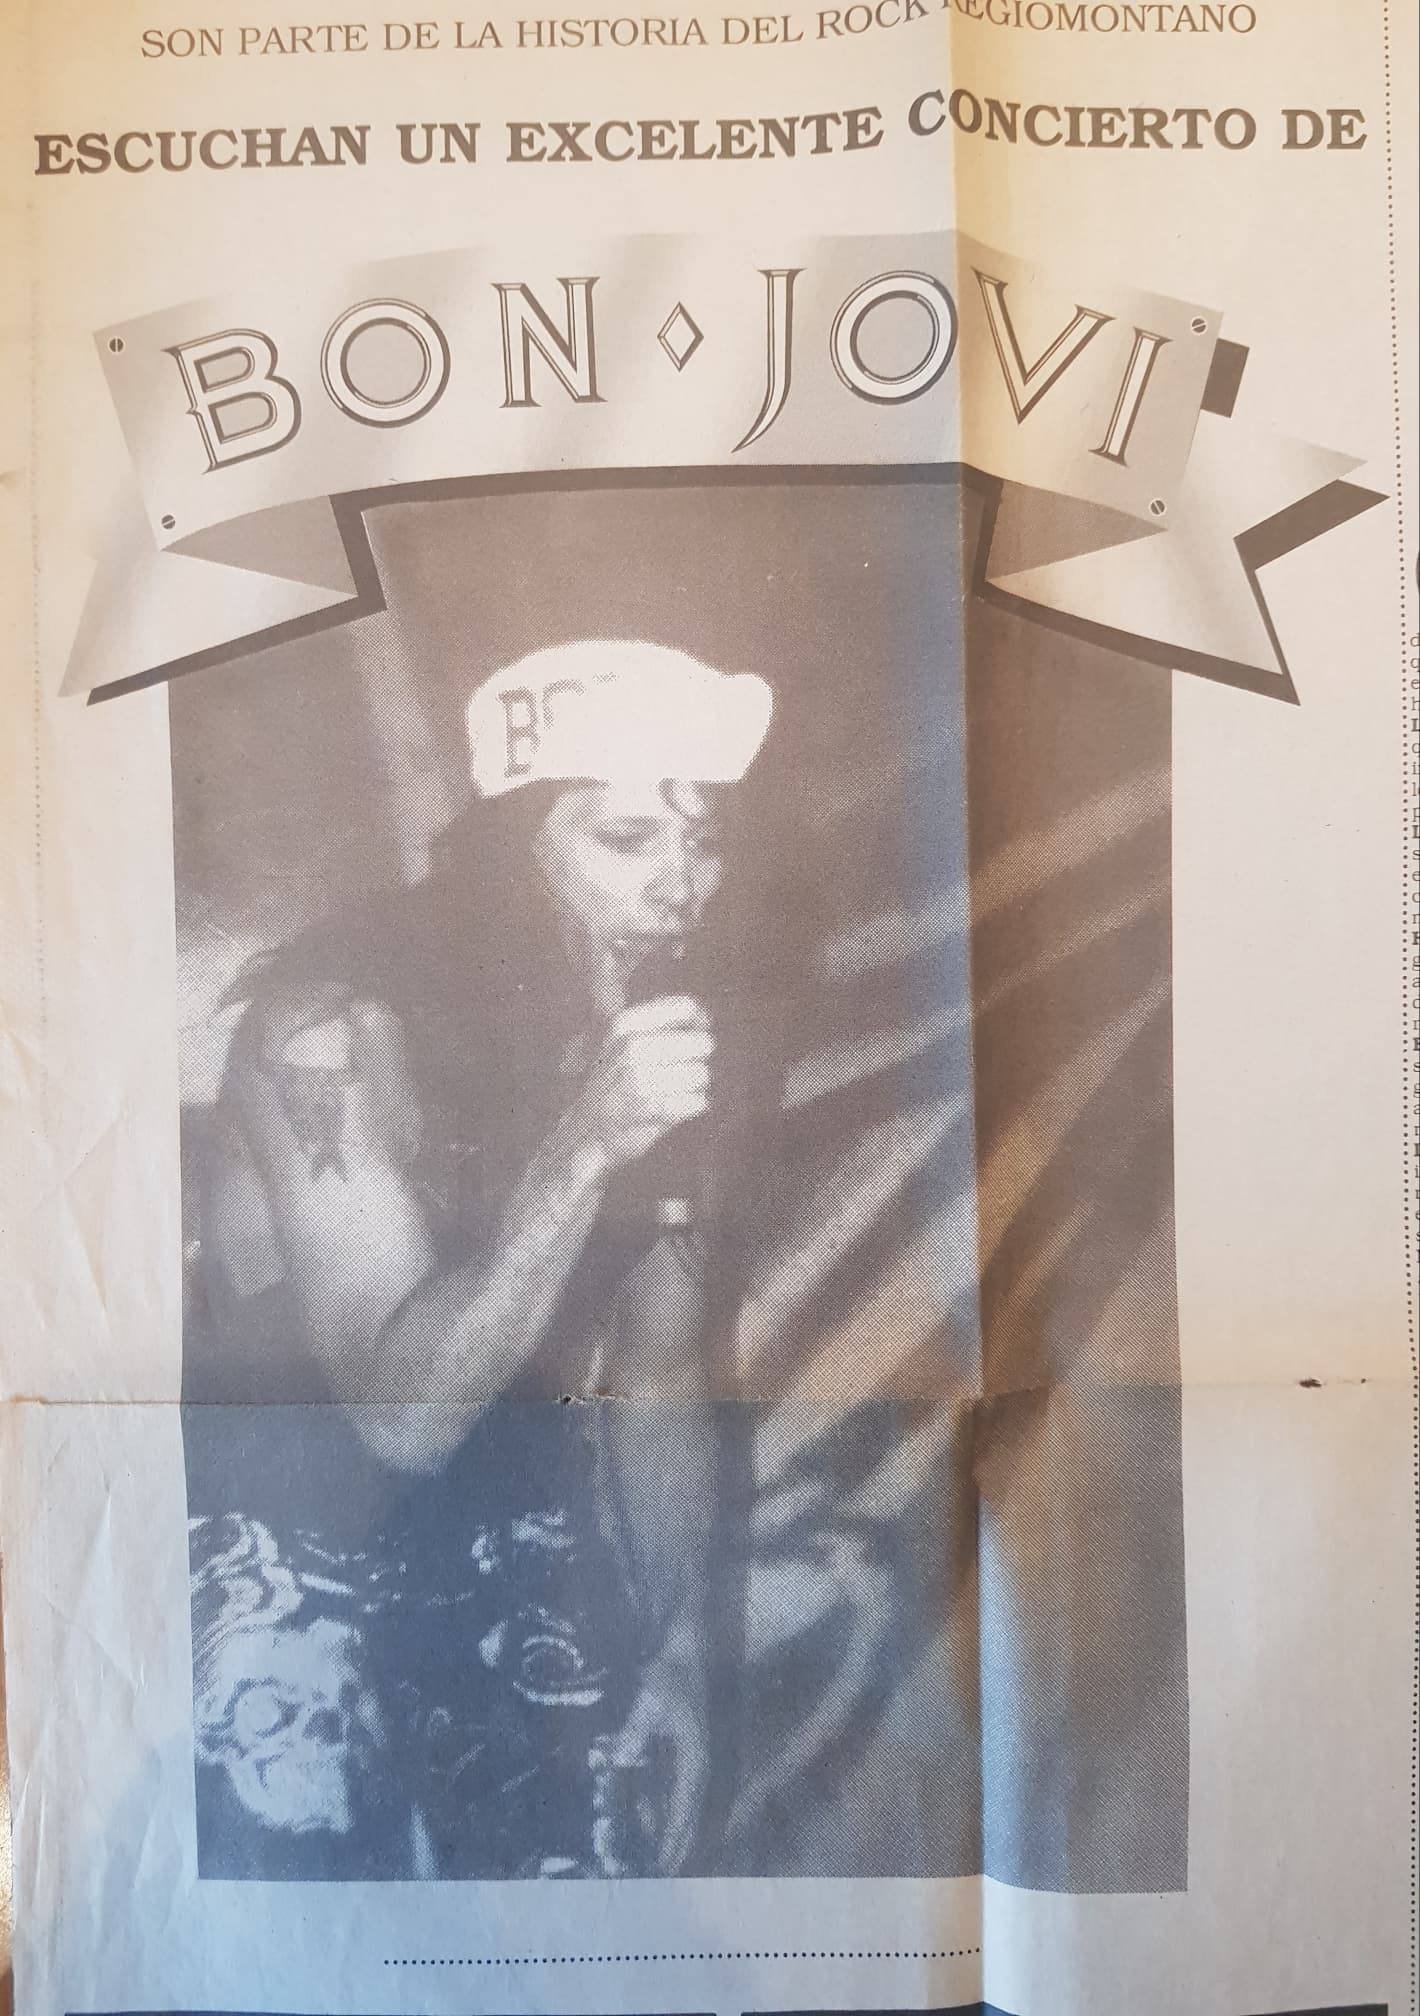 SON PARTE DE LA HISTORIA DEL ROCK REGIOMONTANO
ESCUCHAN UN EXCELENTE CONCIERTO DE
BON ◊ JOVI